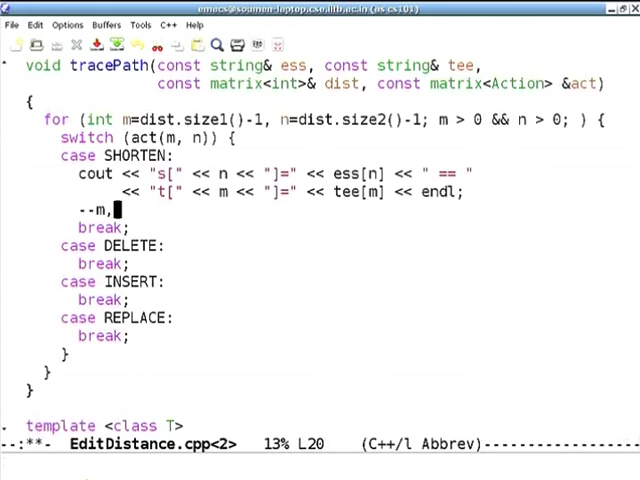 emacs@soumen-laptop.cse.iitb.ac.in (as cs101)
File Edit Options Buffers Tools C++ Help
void tracePath(const string& ess, const string& tee,
const matrix<int>& dist, const matrix<Action> &act)
{
for (int m=dist.size1()-1, n=dist.size2()-1; m > 0 && n > 0; ) {
switch (act(m, n)) {
case SHORTEN:
cout << "s[" << n << "]=" << ess[n] << " == "
<< "t[" << m << "]=" << tee[m] << endl;
--m,
break;
case DELETE:
break;
case INSERT:
break;
case REPLACE:
break;
}
}
}
template <class T>
--:**- EditDistance.cpp<2> 13% L20 (C++/l Abbrev)-----------------